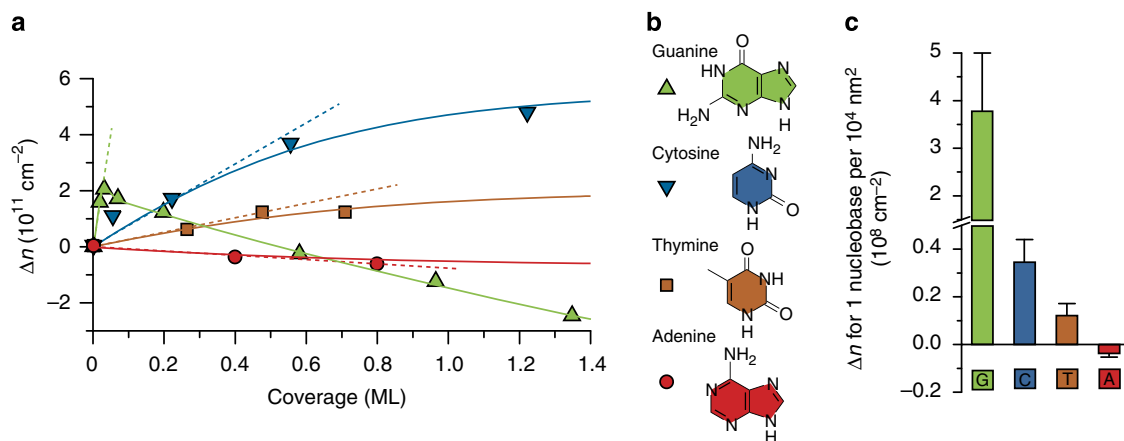 a
Δn (10¹¹ cm⁻²)
6
4
2
0
–2
0 0.2 0.4 0.6 0.8 1.0 1.2 1.4
Coverage (ML)
b
Guanine
O
HN
N
H₂N
N
N
H
Cytosine
NH₂
N
N
H
O
Thymine
O
NH
N
H
O
Adenine
NH₂
N
N
N
N
H
c
Δn for 1 nucleobase per 10⁴ nm²
(10⁸ cm⁻²)
5
4
3
2
0.4
0.2
0.0
–0.2
G C T A